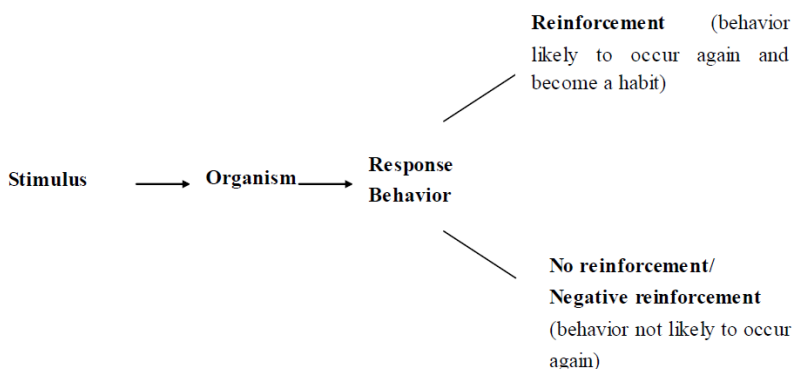 Reinforcement (behavior
likely to occur again and
become a habit)
Stimulus
Organism
Response
Behavior
No reinforcement/
Negative reinforcement
(behavior not likely to occur
again)